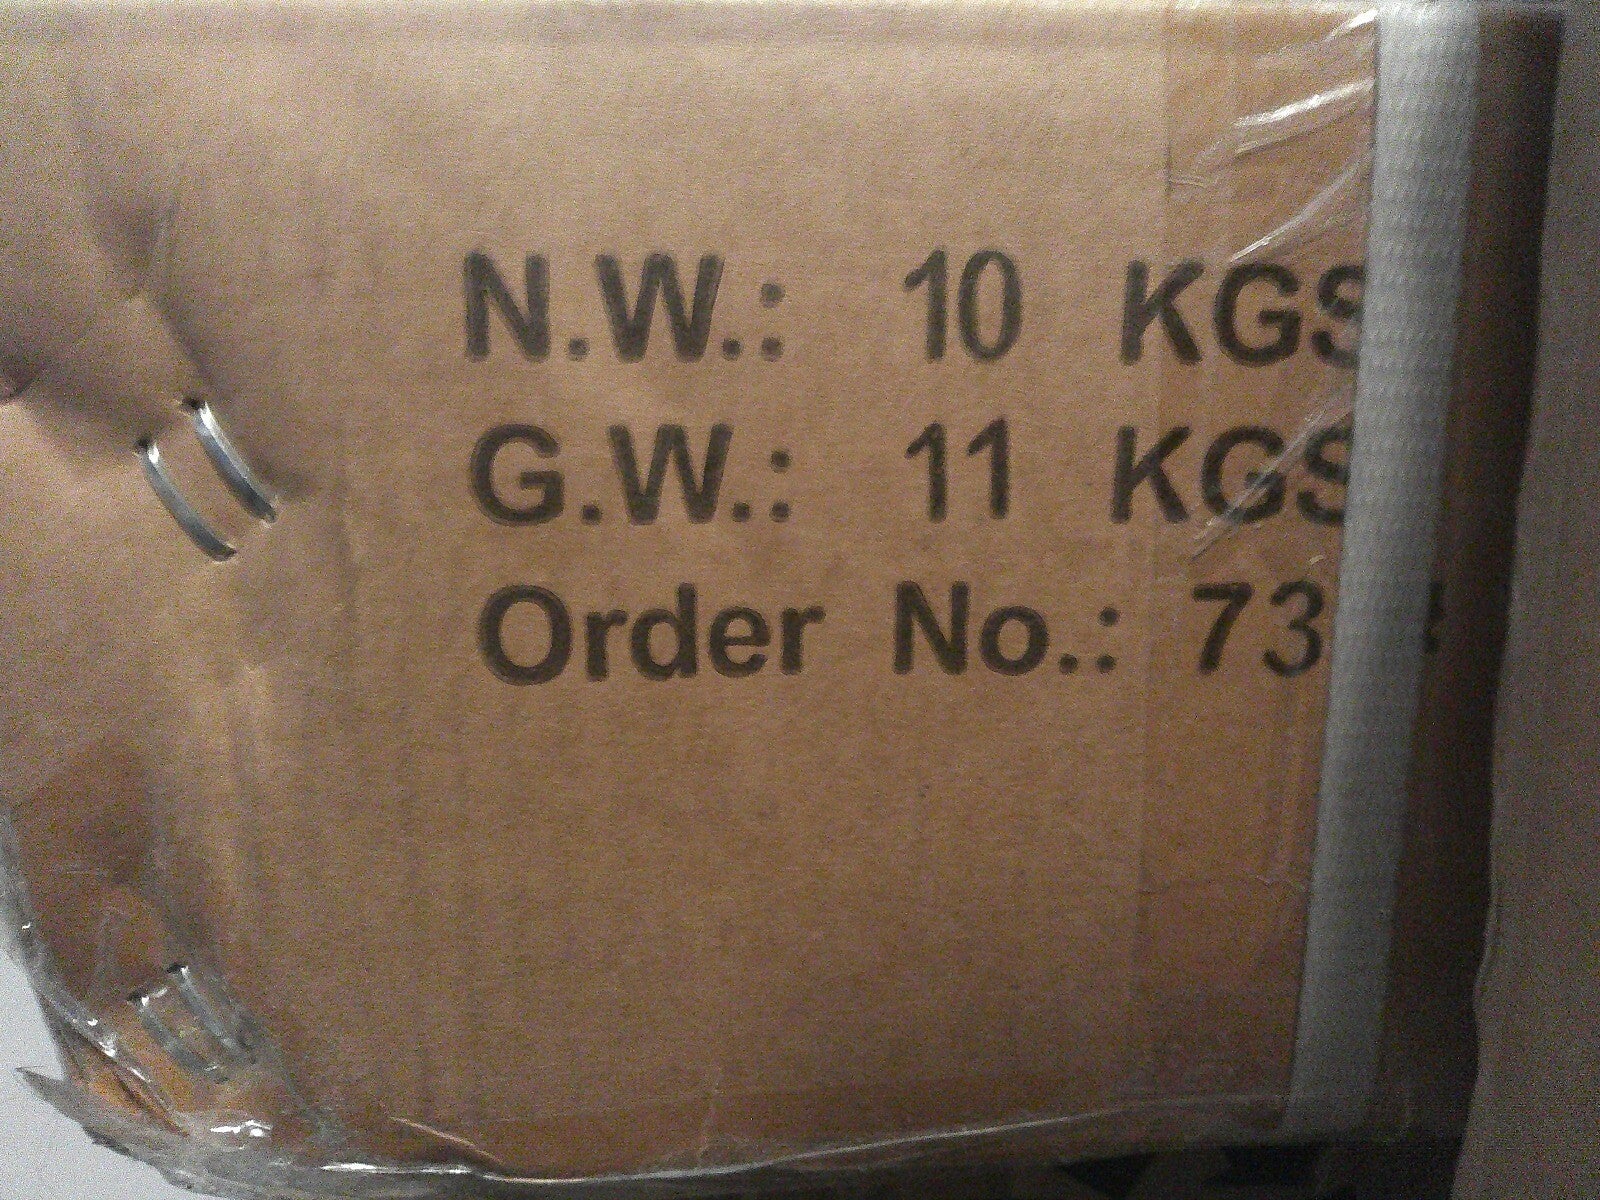 N.W.: 10 KGS
G.W.: 11 KGS
Order No.: 73